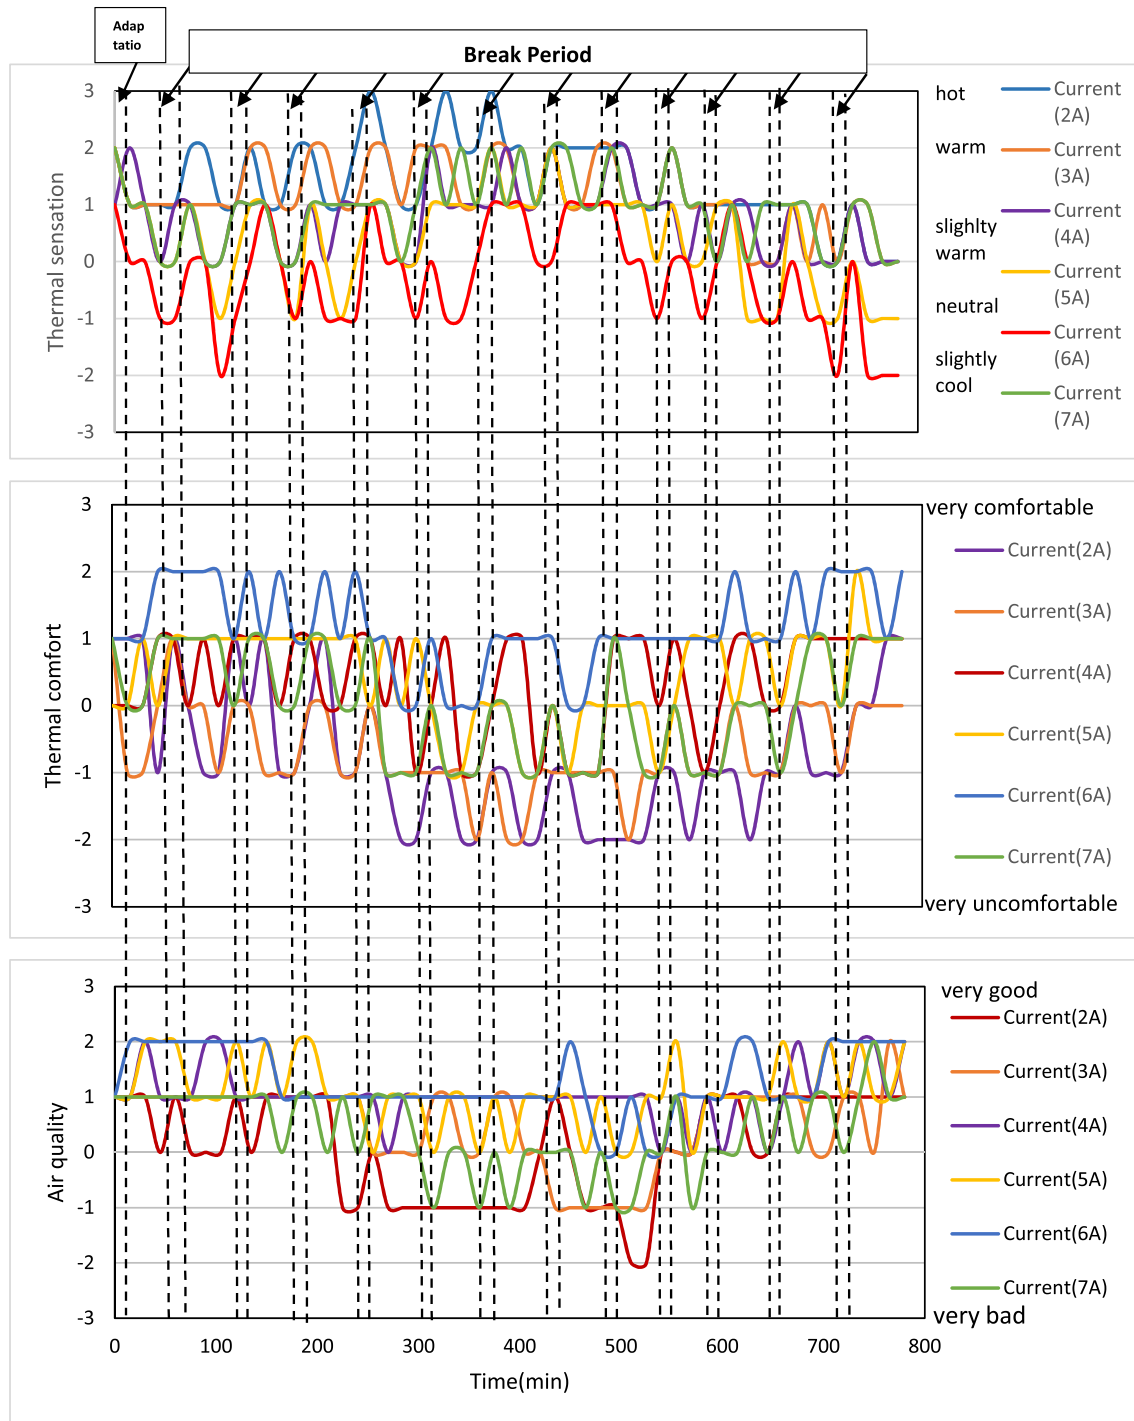 Adap
tatio
Break Period
Thermal sensation
3
2
1
0
-1
-2
-3
hot
warm
slighlty
warm
neutral
slightly
cool
Current
(2A)
Current
(3A)
Current
(4A)
Current
(5A)
Current
(6A)
Current
(7A)
Thermal comfort
3
2
1
0
-1
-2
-3
very comfortable
Current(2A)
Current(3A)
Current(4A)
Current(5A)
Current(6A)
Current(7A)
very uncomfortable
Air quality
3
2
1
0
-1
-2
-3
very good
Current(2A)
Current(3A)
Current(4A)
Current(5A)
Current(6A)
Current(7A)
very bad
0 100 200 300 400 500 600 700 800
Time(min)